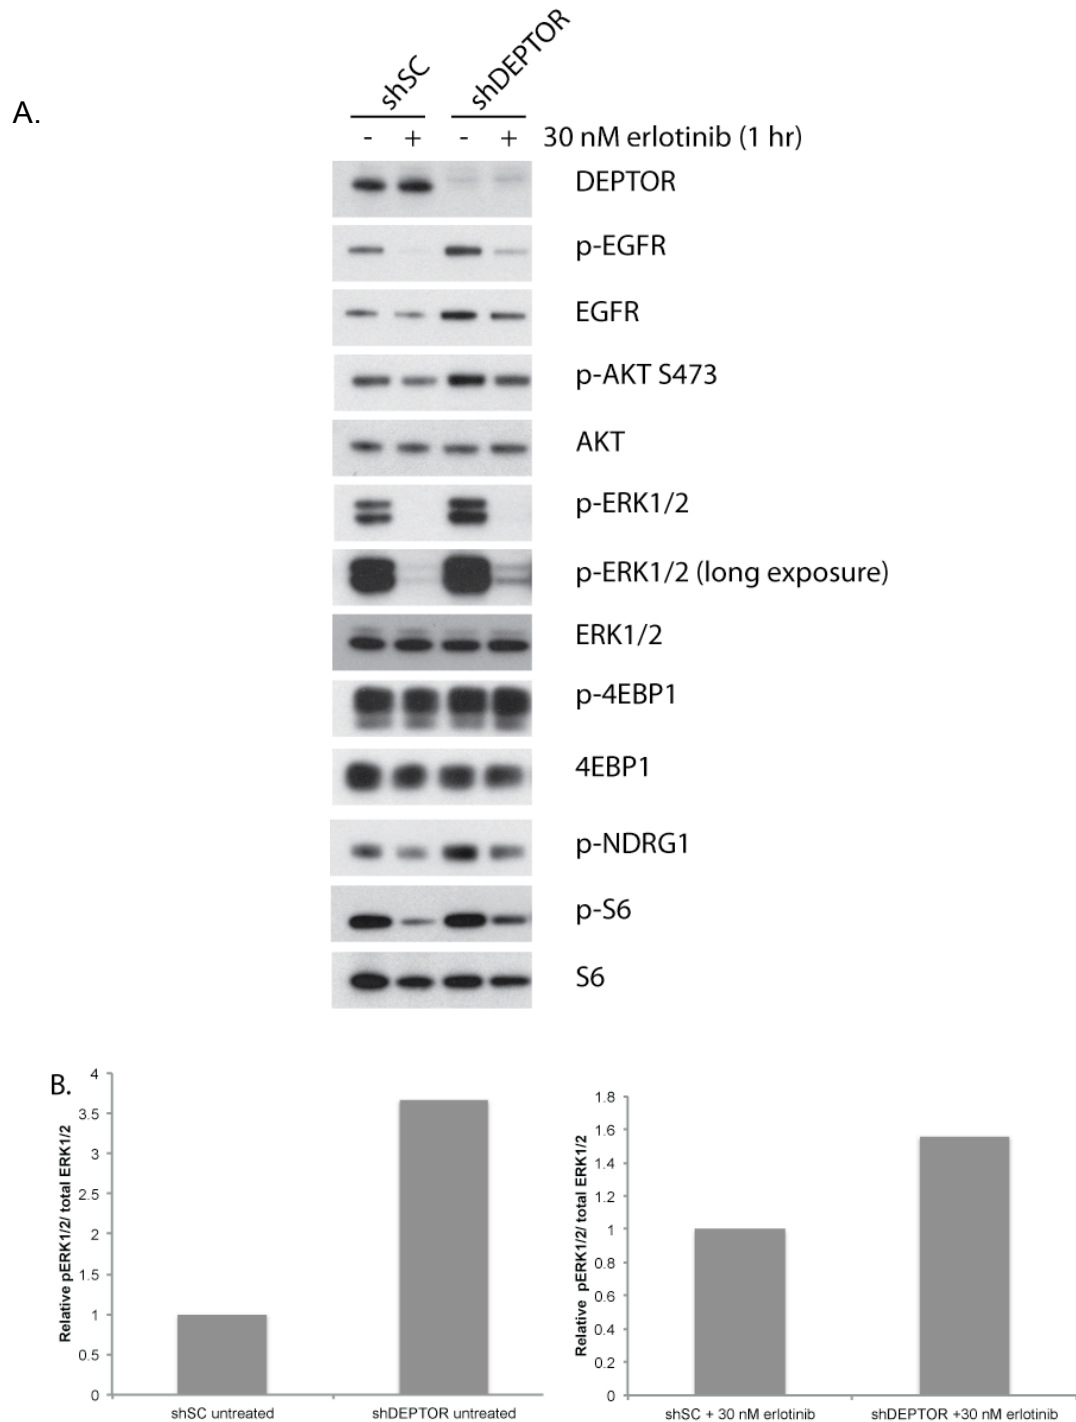 A.
shSC
shDEPTOR
- + - + 30 nM erlotinib (1 hr)
DEPTOR
p-EGFR
EGFR
p-AKT S473
AKT
p-ERK1/2
p-ERK1/2 (long exposure)
ERK1/2
p-4EBP1
4EBP1
p-NDRG1
p-S6
S6
B.
Relative pERK1/2/ total ERK1/2
4
3.5
3
2.5
2
1.5
1
0.5
0
shSC untreated
shDEPTOR untreated
Relative pERK1/2/ total ERK1/2
1.8
1.6
1.4
1.2
1
0.8
0.6
0.4
0.2
0
shSC + 30 nM erlotinib
shDEPTOR +30 nM erlotinib